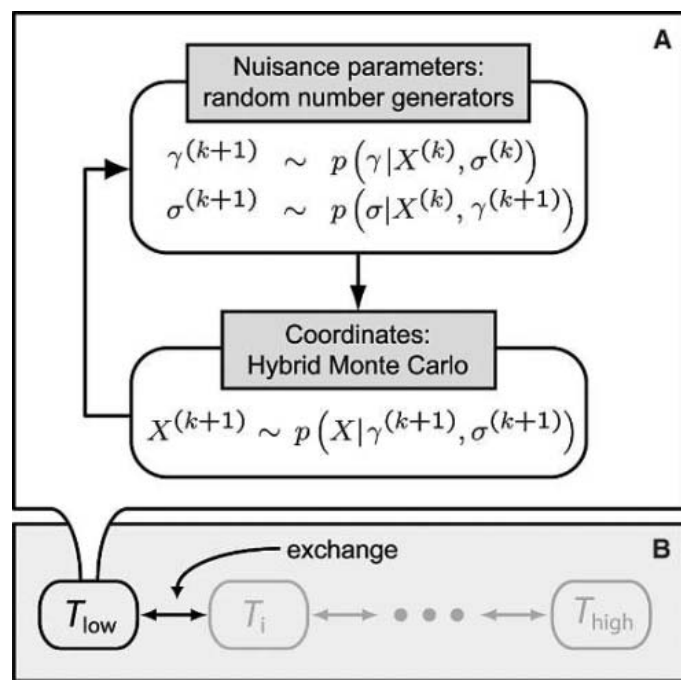 A
Nuisance parameters:
random number generators
γ^(k+1) ∼ p(γ|X^(k), σ^(k))
σ^(k+1) ∼ p(σ|X^(k), γ^(k+1))
Coordinates:
Hybrid Monte Carlo
X^(k+1) ∼ p(X|γ^(k+1), σ^(k+1))
B
exchange
T_low T_i • • • T_high